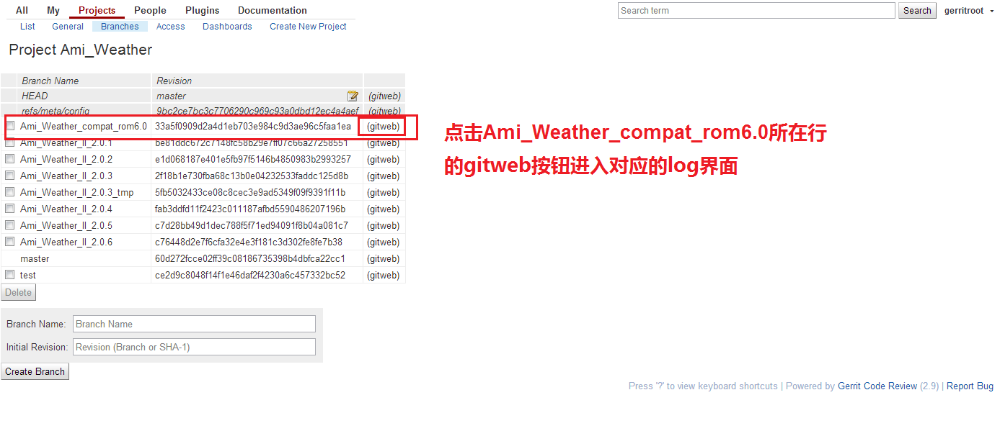 All My Projects People Plugins Documentation Search term Search gerritroot
List General Branches Access Dashboards Create New Project
Project Ami_Weather
Branch Name Revision
HEAD master (gitweb)
refs/meta/config 9bc2ce7bc3c7706290c969c93a0dbd12ec4a4aef (gitweb)
Ami_Weather_compat_rom6.0 33a5f0909d2a4d1eb703e984c9d3ae96c5faa1ea (gitweb)
Ami_Weather_II_2.0.1 be81ddc672c7148fc58b29e7ff07c66a27258551 (gitweb)
Ami_Weather_II_2.0.2 e1d068187e401e5fb97f5146b4850983b2993257 (gitweb)
Ami_Weather_II_2.0.3 2f18b1e730fba68c13b0e04232533faddc125d8b (gitweb)
Ami_Weather_II_2.0.3_tmp 5fb5032433ce08c8cec3e9ad5349f09f9391f11b (gitweb)
Ami_Weather_II_2.0.4 fab3ddfd11f2423c011187afbd5590486207196b (gitweb)
Ami_Weather_II_2.0.5 c7d28bb49d1dec788f5f71ed94091f8b04a081c7 (gitweb)
Ami_Weather_II_2.0.6 c76448d2e7f6cfa32e4e3f181c3d302fe8fe7b38 (gitweb)
master 60d272fcce02ff39c08186735398b4dbfca22cc1 (gitweb)
test ce2d9c8048f14f1e46daf2f4230a6c457332bc52 (gitweb)
Delete
点击Ami_Weather_compat_rom6.0所在行
的gitweb按钮进入对应的log界面
Branch Name: Branch Name
Initial Revision: Revision (Branch or SHA-1)
Create Branch
Press '?' to view keyboard shortcuts | Powered by Gerrit Code Review (2.9) | Report Bug